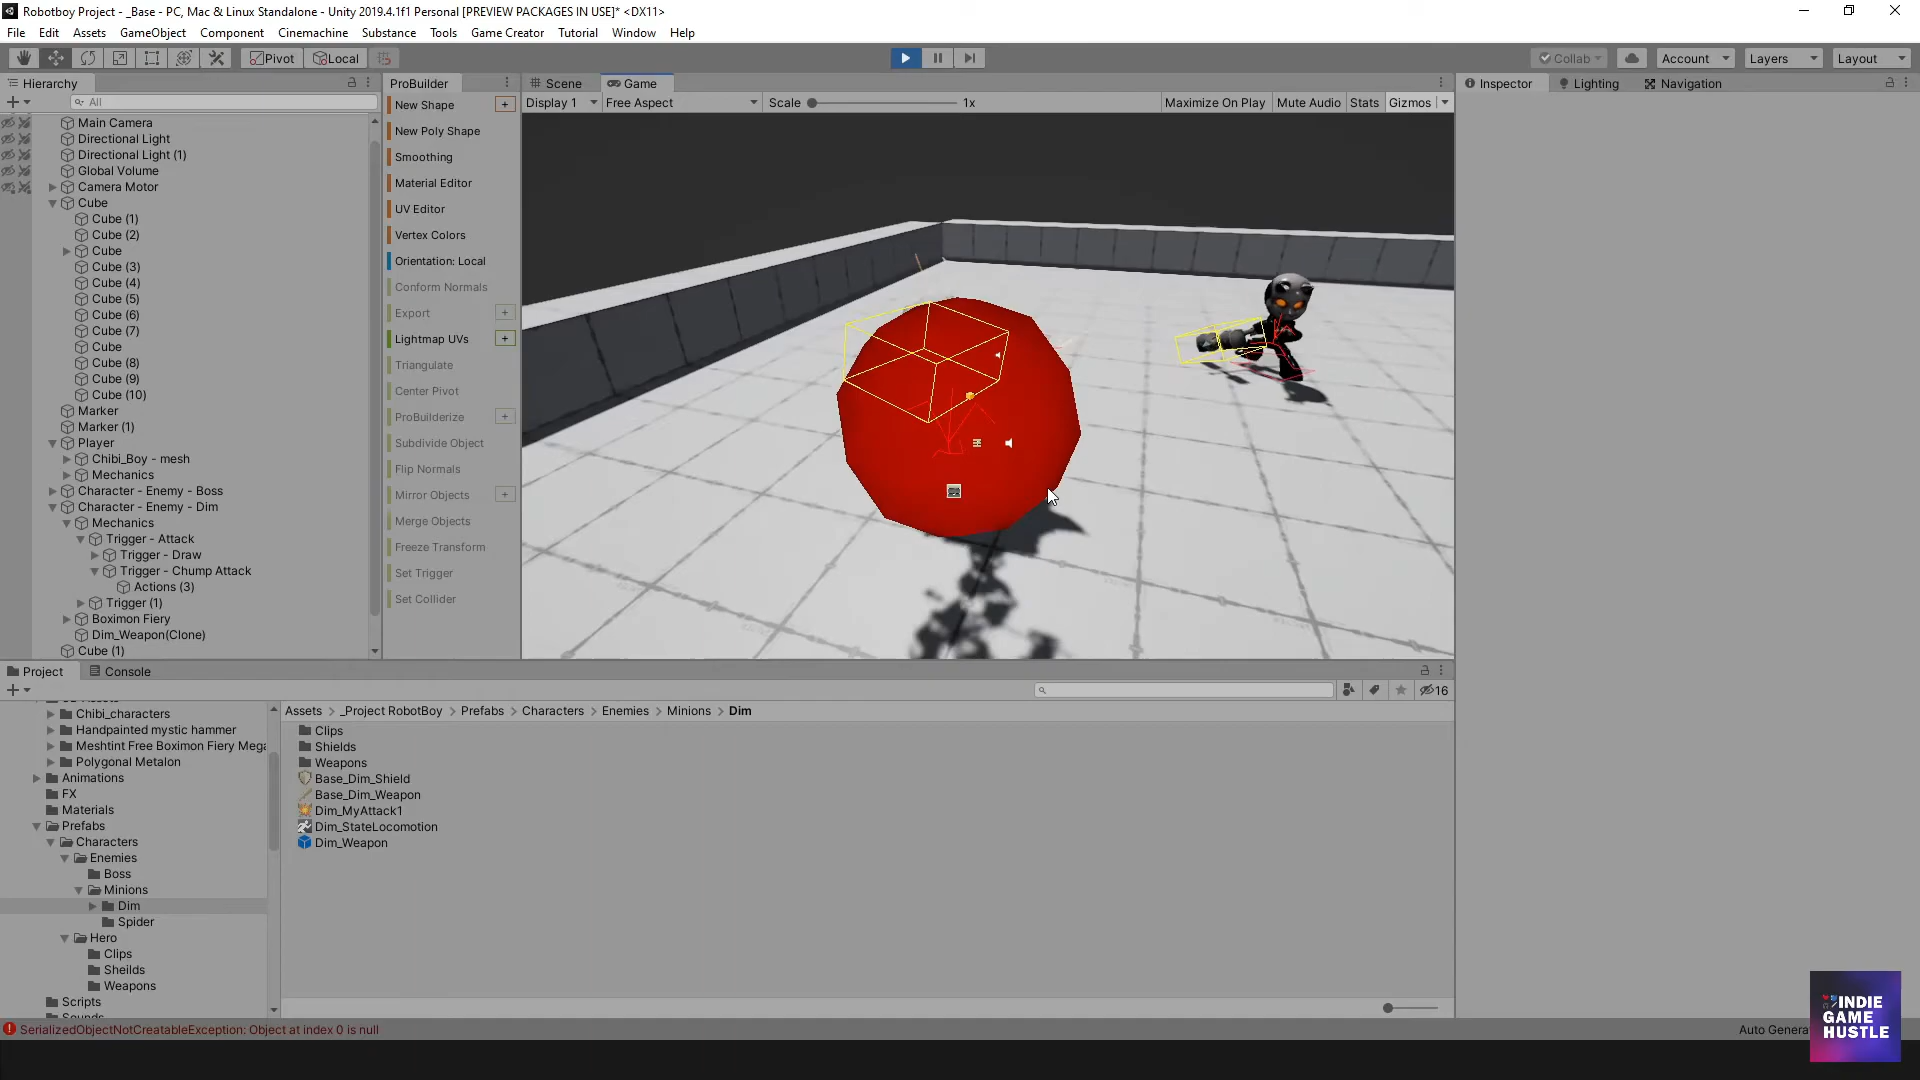 Robotboy Project - _Base - PC, Mac & Linux Standalone - Unity 2019.4.1f1 Personal [PREVIEW PACKAGES IN USE]* <DX11>
File Edit Assets GameObject Component Cinemachine Substance Tools Game Creator Tutorial Window Help
Pivot Local Collab Account Layers Layout
Hierarchy
All
Main Camera
Directional Light
Directional Light (1)
Global Volume
Camera Motor
Cube
Cube (1)
Cube (2)
Cube
Cube (3)
Cube (4)
Cube (5)
Cube (6)
Cube (7)
Cube
Cube (8)
Cube (9)
Cube (10)
Marker
Marker (1)
Player
Chibi_Boy - mesh
Mechanics
Character - Enemy - Boss
Character - Enemy - Dim
Mechanics
Trigger - Attack
Trigger - Draw
Trigger - Chump Attack
Actions (3)
Trigger (1)
Boximon Fiery
Dim_Weapon(Clone)
Cube (1)
ProBuilder
New Shape
New Poly Shape
Smoothing
Material Editor
UV Editor
Vertex Colors
Orientation: Local
Conform Normals
Export
Lightmap UVs
Triangulate
Center Pivot
ProBuilderize
Subdivide Object
Flip Normals
Mirror Objects
Merge Objects
Freeze Transform
Set Trigger
Set Collider
Scene Game
Display 1 Free Aspect Scale 1x Maximize On Play Mute Audio Stats Gizmos
Inspector Lighting Navigation
Project Console
16
Chibi_characters
Handpainted mystic hammer
Meshtint Free Boximon Fiery Mega
Polygonal Metalon
Animations
FX
Materials
Prefabs
Characters
Enemies
Boss
Minions
Dim
Spider
Hero
Clips
Sheilds
Weapons
Scripts
Sounds
Assets > _Project RobotBoy > Prefabs > Characters > Enemies > Minions > Dim
Clips
Shields
Weapons
Base_Dim_Shield
Base_Dim_Weapon
Dim_MyAttack1
Dim_StateLocomotion
Dim_Weapon
SerializedObjectNotCreatableException: Object at index 0 is null
Auto Genera
INDIE
GAME
HUSTLE